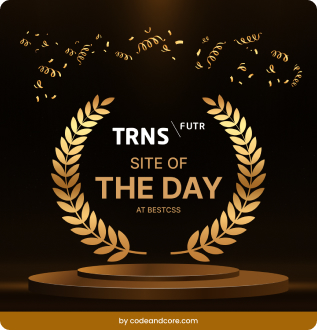 TRNS \ FUTR
SITE OF
THE DAY
AT BESTCSS
by codeandcore.com